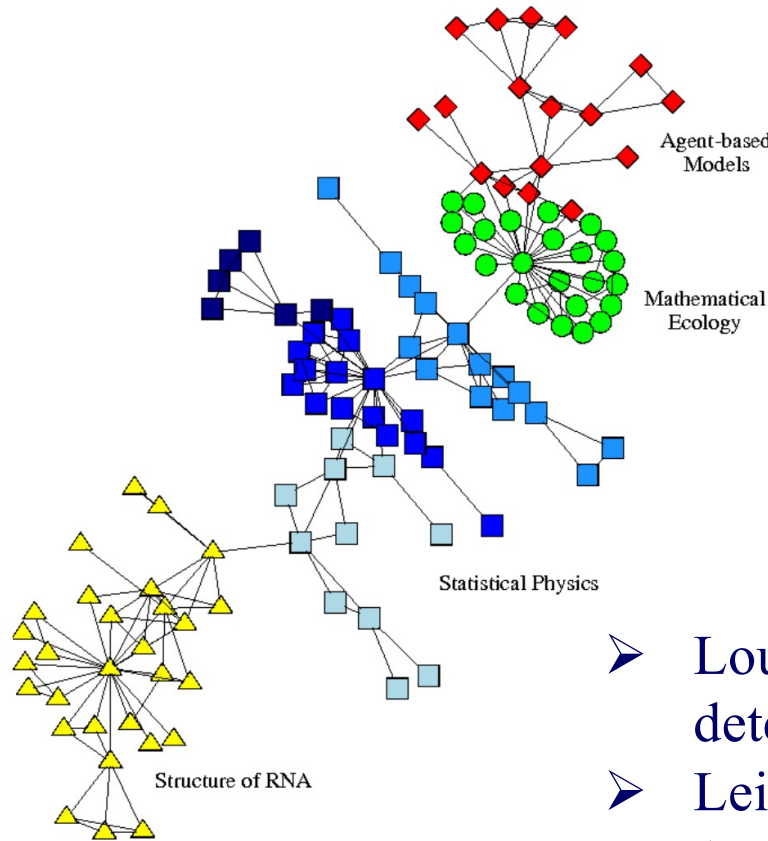 Agent-based
Models
Mathematical
Ecology
Statistical Physics
Structure of RNA
➢
➢